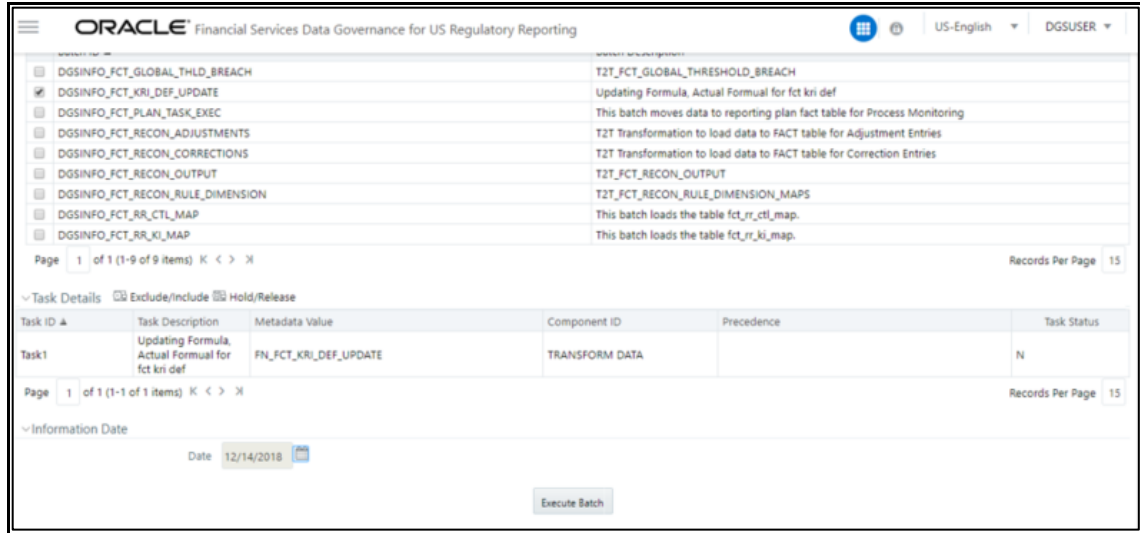 ORACLE® Financial Services Data Governance for US Regulatory Reporting US-English DGSUSER
Batch ID Batch Description
DGSINFO_FCT_GLOBAL_THLD_BREACH T2T_FCT_GLOBAL_THRESHOLD_BREACH
DGSINFO_FCT_KRI_DEF_UPDATE Updating Formula, Actual Formual for fct kri def
DGSINFO_FCT_PLAN_TASK_EXEC This batch moves data to reporting plan fact table for Process Monitoring
DGSINFO_FCT_RECON_ADJUSTMENTS T2T Transformation to load data to FACT table for Adjustment Entries
DGSINFO_FCT_RECON_CORRECTIONS T2T Transformation to load data to FACT table for Correction Entries
DGSINFO_FCT_RECON_OUTPUT T2T_FCT_RECON_OUTPUT
DGSINFO_FCT_RECON_RULE_DIMENSION T2T_FCT_RECON_RULE_DIMENSION_MAPS
DGSINFO_FCT_RR_CTL_MAP This batch loads the table fct_rr_ctl_map.
DGSINFO_FCT_RR_KI_MAP This batch loads the table fct_rr_ki_map.
Page 1 of 1 (1-9 of 9 items) Records Per Page 15
Task Details Exclude/Include Hold/Release
Task ID Task Description Metadata Value Component ID Precedence Task Status
Task1 Updating Formula, Actual Formual for fct kri def FN_FCT_KRI_DEF_UPDATE TRANSFORM DATA N
Page 1 of 1 (1-1 of 1 items) Records Per Page 15
Information Date
Date 12/14/2018
Execute Batch